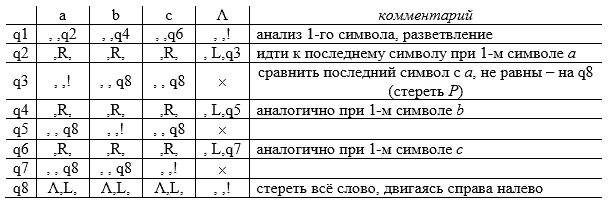 a b c Λ комментарий
q1 , ,q2 , ,q4 , ,q6 , ,! анализ 1-го символа, разветвление
q2 ,R, ,R, ,R, , L,q3 идти к последнему символу при 1-м символе a
q3 , ,! , , q8 , , q8 × сравнить последний символ с a, не равны – на q8
(стереть P)
q4 ,R, ,R, ,R, , L,q5 аналогично при 1-м символе b
q5 , , q8 , ,! , , q8 ×
q6 ,R, ,R, ,R, , L,q7 аналогично при 1-м символе c
q7 , , q8 , , q8 , ,! ×
q8 Λ,L, Λ,L, Λ,L, , ,! стереть всё слово, двигаясь справа налево